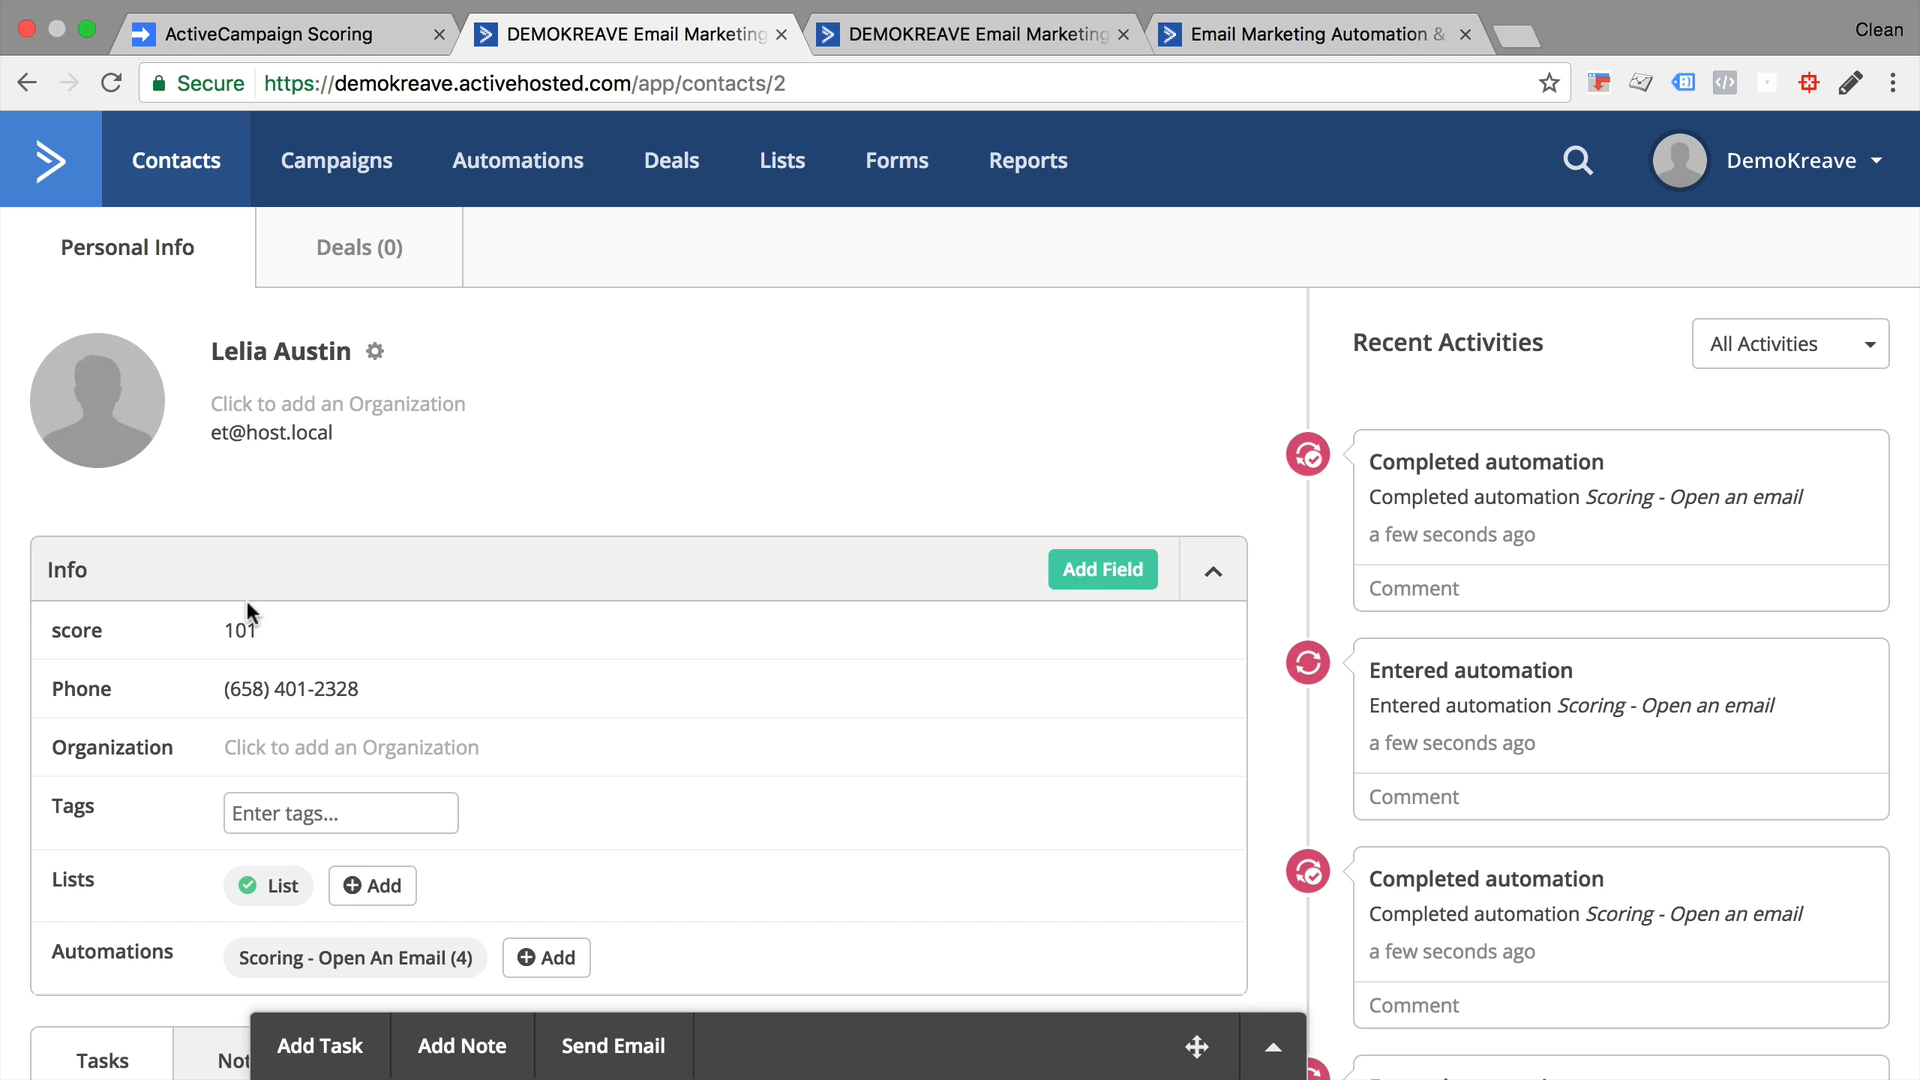 ActiveCampaign Scoring
DEMOKREAVE Email Marketing
DEMOKREAVE Email Marketing
Email Marketing Automation &
Clean
Secure
https://demokreave.activehosted.com/app/contacts/2
Contacts
Campaigns
Automations
Deals
Lists
Forms
Reports
DemoKreave
Personal Info
Deals (0)
Lelia Austin
Click to add an Organization
et@host.local
Info
Add Field
score
101
Phone
(658) 401-2328
Organization
Click to add an Organization
Tags
Enter tags...
Lists
List
Add
Automations
Scoring - Open An Email (4)
Add
Tasks
Not
Add Task
Add Note
Send Email
Recent Activities
All Activities
Completed automation
Completed automation Scoring - Open an email
a few seconds ago
Comment
Entered automation
Entered automation Scoring - Open an email
a few seconds ago
Comment
Completed automation
Completed automation Scoring - Open an email
a few seconds ago
Comment